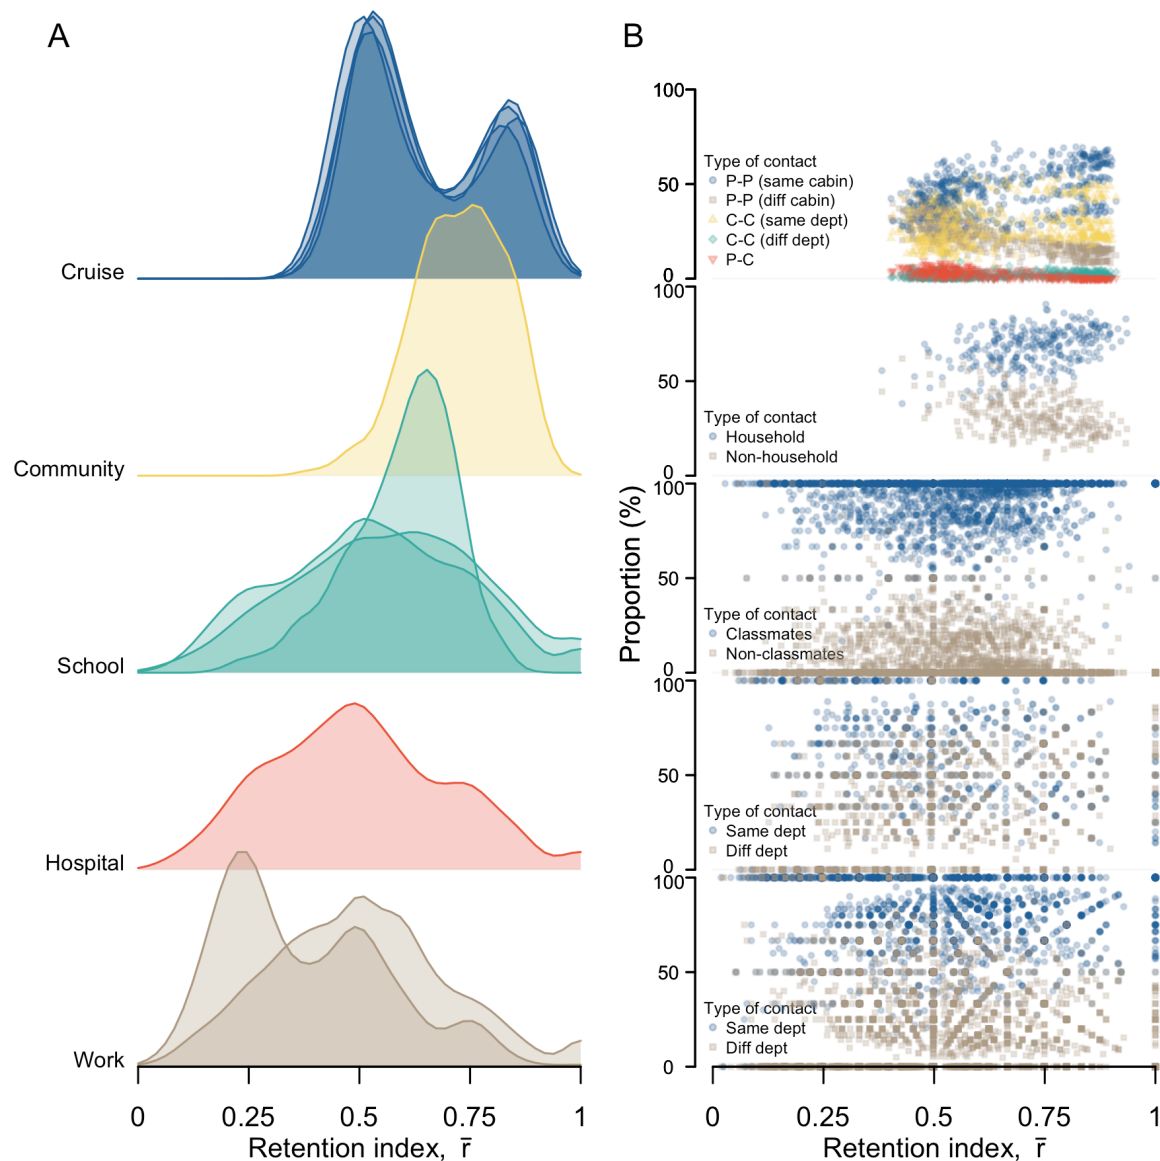 A
Cruise
Community
School
Hospital
Work
0 0.25 0.5 0.75 1
Retention index, r̄
B
Proportion (%)
100
50
0
Type of contact
P-P (same cabin)
P-P (diff cabin)
C-C (same dept)
C-C (diff dept)
P-C
100
50
0
Type of contact
Household
Non-household
100
50
0
Type of contact
Classmates
Non-classmates
100
50
0
Type of contact
Same dept
Diff dept
100
50
0
Type of contact
Same dept
Diff dept
0 0.25 0.5 0.75 1
Retention index, r̄